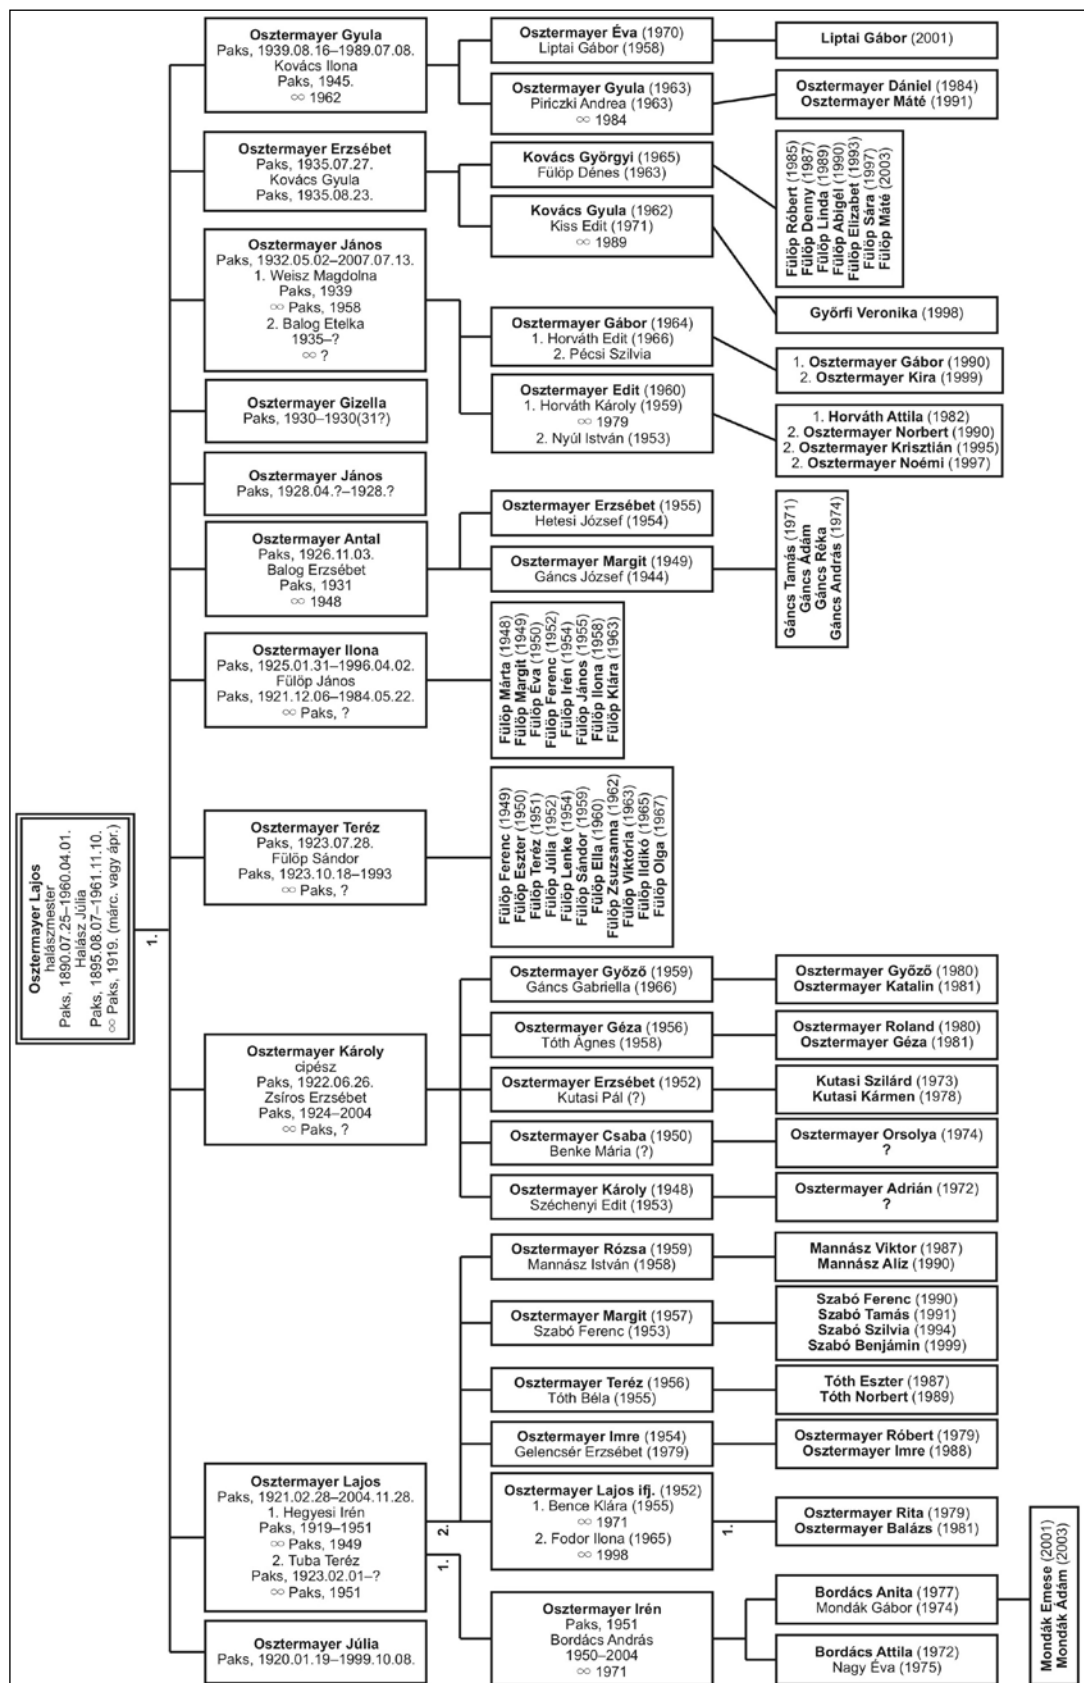 Osztermayer Lajos
halászmester
Paks, 1890.07.25–1960.04.01.
Halász Júlia
Paks, 1895.08.07–1961.11.10.
∞ Paks, 1919. (márc. vagy ápr.)
1.
Osztermayer Gyula
Paks, 1939.08.16–1989.07.08.
Kovács Ilona
Paks, 1945.
∞ 1962
Osztermayer Éva (1970)
Liptai Gábor (1958)
Liptai Gábor (2001)
Osztermayer Gyula (1963)
Piriczki Andrea (1963)
∞ 1984
Osztermayer Dániel (1984)
Osztermayer Máté (1991)
Osztermayer Erzsébet
Paks, 1935.07.27.
Kovács Gyula
Paks, 1935.08.23.
Kovács Györgyi (1965)
Fülöp Dénes (1963)
Fülöp Róbert (1985)
Fülöp Denny (1987)
Fülöp Linda (1989)
Fülöp Abigél (1990)
Fülöp Elizabet (1993)
Fülöp Sára (1997)
Fülöp Máté (2003)
Kovács Gyula (1962)
Kiss Edit (1971)
∞ 1989
Győrfi Veronika (1998)
Osztermayer János
Paks, 1932.05.02–2007.07.13.
1. Weisz Magdolna
Paks, 1939
∞ Paks, 1958
2. Balog Etelka
1935–?
∞ ?
Osztermayer Gábor (1964)
1. Horváth Edit (1966)
2. Pécsi Szilvia
1. Osztermayer Gábor (1990)
2. Osztermayer Kira (1999)
Osztermayer Edit (1960)
1. Horváth Károly (1959)
∞ 1979
2. Nyúl István (1953)
1. Horváth Attila (1982)
2. Osztermayer Norbert (1990)
2. Osztermayer Krisztián (1995)
2. Osztermayer Noémi (1997)
Osztermayer Gizella
Paks, 1930–1930(31?)
Osztermayer János
Paks, 1928.04.?–1928.?
Osztermayer Antal
Paks, 1926.11.03.
Balog Erzsébet
Paks, 1931
∞ 1948
Osztermayer Erzsébet (1955)
Hetesi József (1954)
Osztermayer Margit (1949)
Gáncs József (1944)
Gáncs Tamás (1971)
Gáncs Ádám
Gáncs Réka
Gáncs András (1974)
Osztermayer Ilona
Paks, 1925.01.31–1996.04.02.
Fülöp János
Paks, 1921.12.06–1984.05.22.
∞ Paks, ?
Fülöp Márta (1948)
Fülöp Margit (1949)
Fülöp Éva (1950)
Fülöp Ferenc (1952)
Fülöp Irén (1954)
Fülöp János (1955)
Fülöp Ilona (1958)
Fülöp Klára (1963)
Osztermayer Teréz
Paks, 1923.07.28.
Fülöp Sándor
Paks, 1923.10.18–1993
∞ Paks, ?
Fülöp Ferenc (1949)
Fülöp Eszter (1950)
Fülöp Teréz (1951)
Fülöp Júlia (1952)
Fülöp Lenke (1954)
Fülöp Sándor (1959)
Fülöp Ella (1960)
Fülöp Zsuzsanna (1962)
Fülöp Viktória (1963)
Fülöp Ildikó (1965)
Fülöp Olga (1967)
Osztermayer Károly
cipész
Paks, 1922.06.26.
Zsíros Erzsébet
Paks, 1924–2004
∞ Paks, ?
Osztermayer Győző (1959)
Gáncs Gabriella (1966)
Osztermayer Győző (1980)
Osztermayer Katalin (1981)
Osztermayer Géza (1956)
Tóth Ágnes (1958)
Osztermayer Roland (1980)
Osztermayer Géza (1981)
Osztermayer Erzsébet (1952)
Kutasi Pál (?)
Kutasi Szilárd (1973)
Kutasi Kármen (1978)
Osztermayer Csaba (1950)
Benke Mária (?)
Osztermayer Orsolya (1974)
?
Osztermayer Károly (1948)
Széchenyi Edit (1953)
Osztermayer Adrián (1972)
?
Osztermayer Lajos
Paks, 1921.02.28–2004.11.28.
1. Hegyesi Irén
Paks, 1919–1951
∞ Paks, 1949
2. Tuba Teréz
Paks, 1923.02.01–?
∞ Paks, 1951
2.
1.
Osztermayer Rózsa (1959)
Mannász István (1958)
Mannász Viktor (1987)
Mannász Alíz (1990)
Osztermayer Margit (1957)
Szabó Ferenc (1953)
Szabó Ferenc (1990)
Szabó Tamás (1991)
Szabó Szilvia (1994)
Szabó Benjámin (1999)
Osztermayer Teréz (1956)
Tóth Béla (1955)
Tóth Eszter (1987)
Tóth Norbert (1989)
Osztermayer Imre (1954)
Gelencsér Erzsébet (1979)
Osztermayer Róbert (1979)
Osztermayer Imre (1988)
Osztermayer Lajos ifj. (1952)
1. Bence Klára (1955)
∞ 1971
2. Fodor Ilona (1965)
∞ 1998
1.
Osztermayer Rita (1979)
Osztermayer Balázs (1981)
Osztermayer Irén
Paks, 1951
Bordács András
1950–2004
∞ 1971
Bordács Anita (1977)
Mondák Gábor (1974)
Mondák Emese (2001)
Mondák Ádám (2003)
Bordács Attila (1972)
Nagy Éva (1975)
Osztermayer Júlia
Paks, 1920.01.19–1999.10.08.